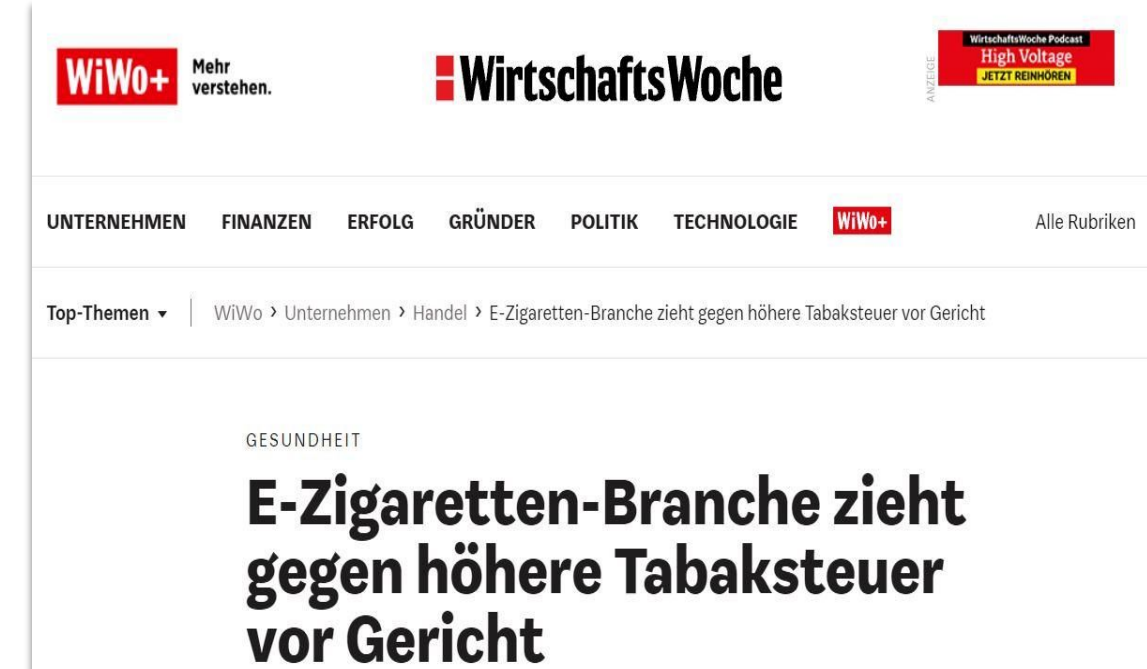 WiWo+
Mehr
verstehen.
WirtschaftsWoche
ANZEIGE
WirtschaftsWoche Podcast
High Voltage
JETZT REINHÖREN
UNTERNEHMEN FINANZEN ERFOLG GRÜNDER POLITIK TECHNOLOGIE WiWo+ Alle Rubriken
Top-Themen ▾ WiWo › Unternehmen › Handel › E-Zigaretten-Branche zieht gegen höhere Tabaksteuer vor Gericht
GESUNDHEIT
E-Zigaretten-Branche zieht
gegen höhere Tabaksteuer
vor Gericht